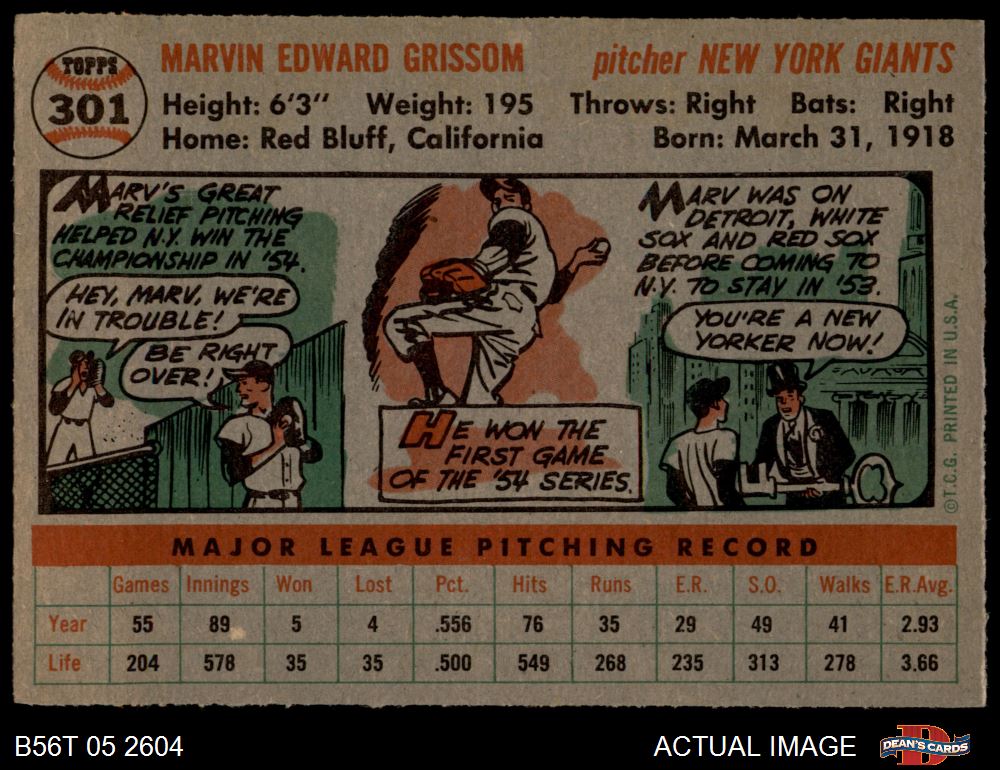 TOPPS
301
MARVIN EDWARD GRISSOM
pitcher NEW YORK GIANTS
Height: 6'3" Weight: 195 Throws: Right Bats: Right
Home: Red Bluff, California Born: March 31, 1918
MARV'S GREAT
RELIEF PITCHING
HELPED N.Y. WIN THE
CHAMPIONSHIP IN '54.
HEY, MARV, WE'RE
IN TROUBLE!
BE RIGHT
OVER!
HE WON THE
FIRST GAME
OF THE '54 SERIES.
MARV WAS ON
DETROIT, WHITE
SOX AND RED SOX
BEFORE COMING TO
N.Y. TO STAY IN '53.
YOU'RE A NEW
YORKER NOW!
©T.C.G. PRINTED IN U.S.A.
MAJOR LEAGUE PITCHING RECORD
Games Innings Won Lost Pct. Hits Runs E.R. S.O. Walks E.R.Avg.
Year 55 89 5 4 .556 76 35 29 49 41 2.93
Life 204 578 35 35 .500 549 268 235 313 278 3.66
B56T 05 2604
ACTUAL IMAGE
D
DEAN'S CARDS